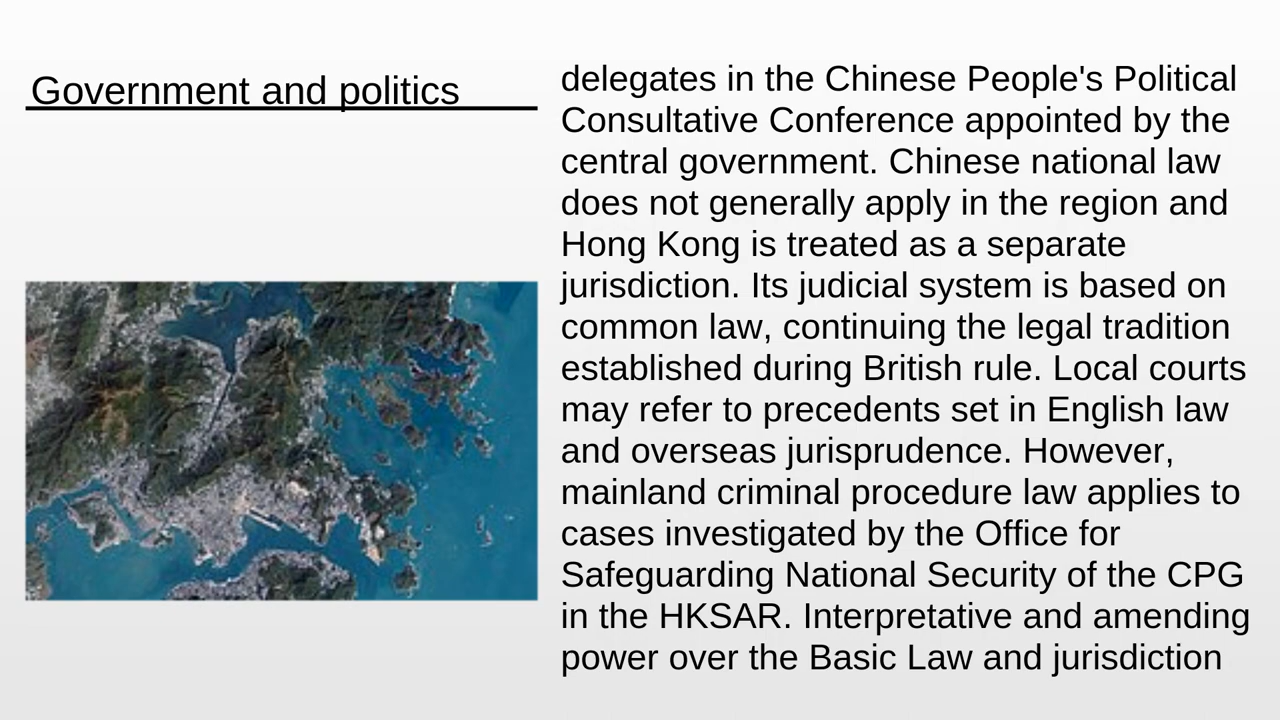 Government and politics
delegates in the Chinese People's Political
Consultative Conference appointed by the
central government. Chinese national law
does not generally apply in the region and
Hong Kong is treated as a separate
jurisdiction. Its judicial system is based on
common law, continuing the legal tradition
established during British rule. Local courts
may refer to precedents set in English law
and overseas jurisprudence. However,
mainland criminal procedure law applies to
cases investigated by the Office for
Safeguarding National Security of the CPG
in the HKSAR. Interpretative and amending
power over the Basic Law and jurisdiction